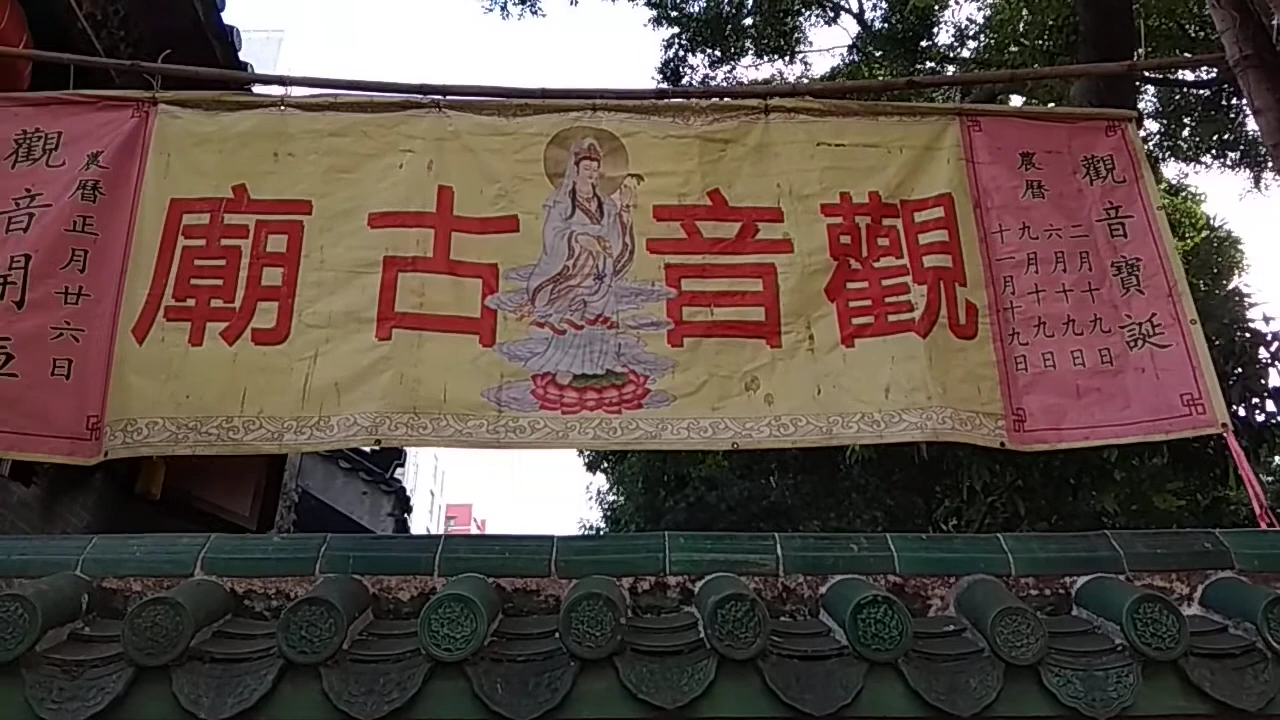 觀音寶誕
農曆
二月十九日
六月十九日
九月十九日
十一月十九日
觀音古廟
農曆正月廿六日
觀音開